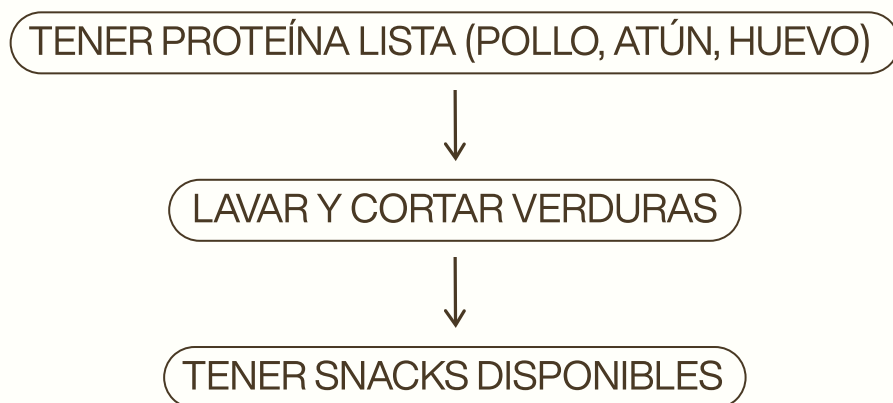 TENER PROTEÍNA LISTA (POLLO, ATÚN, HUEVO)
LAVAR Y CORTAR VERDURAS
TENER SNACKS DISPONIBLES